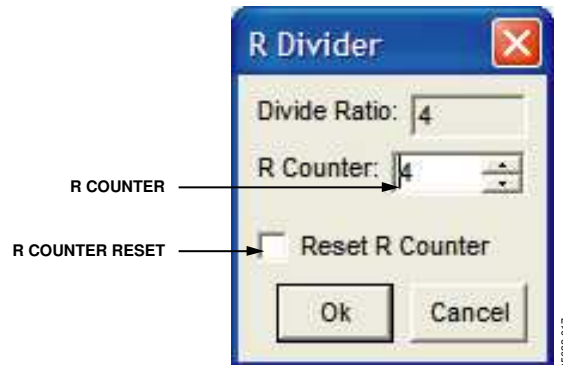 R Divider
Divide Ratio: 4
R COUNTER
R Counter: 4
R COUNTER RESET
Reset R Counter
Ok Cancel